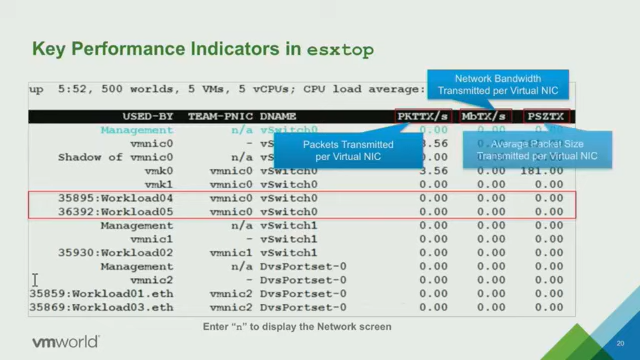 Key Performance Indicators in esxtop
Network Bandwidth
Transmitted per Virtual NIC
up 5:52, 500 worlds, 5 VMs, 5 vCPUs; CPU load average:
USED-BY TEAM-PNIC DNAME PKTTX/s MbTX/s PSZTX
Management n/a vSwitch0 0.00 0.00 0.00
vmnic0 - 3.56
Packets Transmitted
per Virtual NIC
Average Packet Size
Transmitted per Virtual NIC
Shadow of vmnic0 n/a
vmk0 vmnic0 vSwitch0 3.56 0.00 181.00
vmk1 vmnic0 vSwitch0 0.00 0.00 0.00
35895:Workload04 vmnic0 vSwitch0 0.00 0.00 0.00
36392:Workload05 vmnic0 vSwitch0 0.00 0.00 0.00
Management n/a vSwitch1 0.00 0.00 0.00
vmnic1 - vSwitch1 0.00 0.00 0.00
35930:Workload02 vmnic1 vSwitch1 0.00 0.00 0.00
Management n/a DvsPortset-0 0.00 0.00 0.00
vmnic2 - DvsPortset-0 0.00 0.00 0.00
35859:Workload01.eth vmnic2 DvsPortset-0 0.00 0.00 0.00
35869:Workload03.eth vmnic2 DvsPortset-0 0.00 0.00 0.00
Enter "n" to display the Network screen
vmworld
20